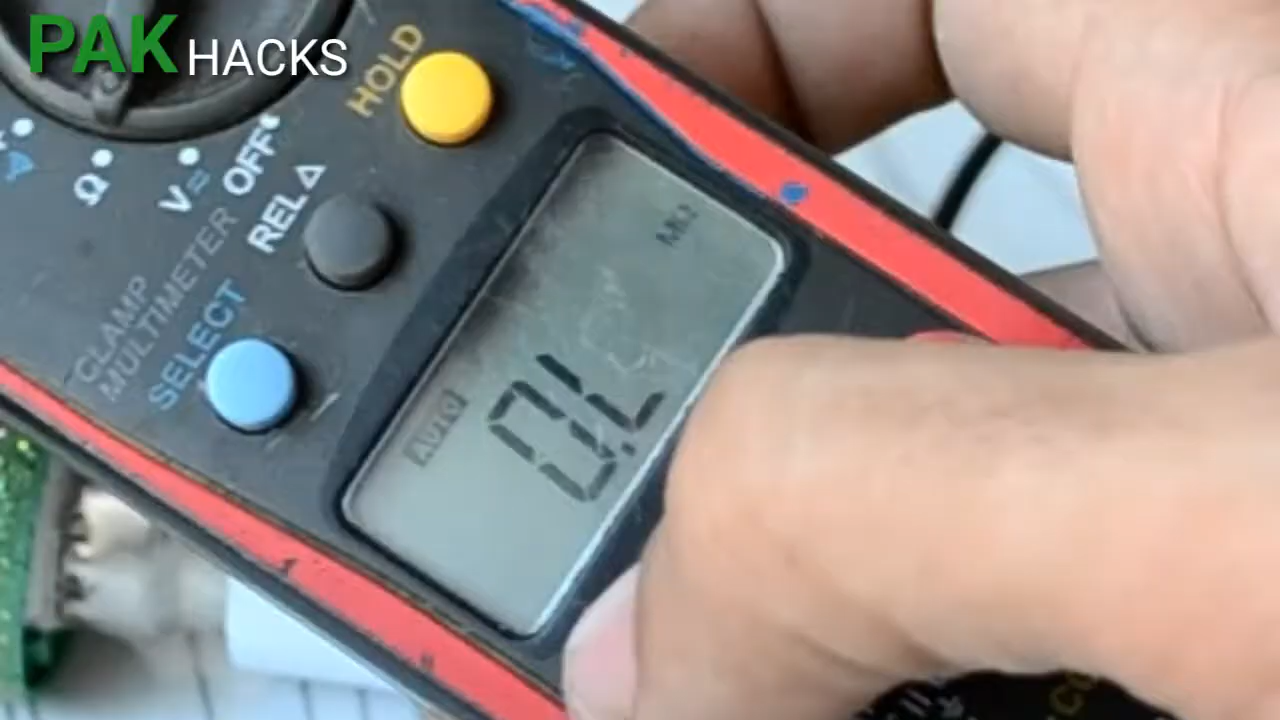 PAK HACKS
HOLD
OFF
V
Ω
REL Δ
CLAMP
MULTIMETER
SELECT
MΩ
AUTO
0.L